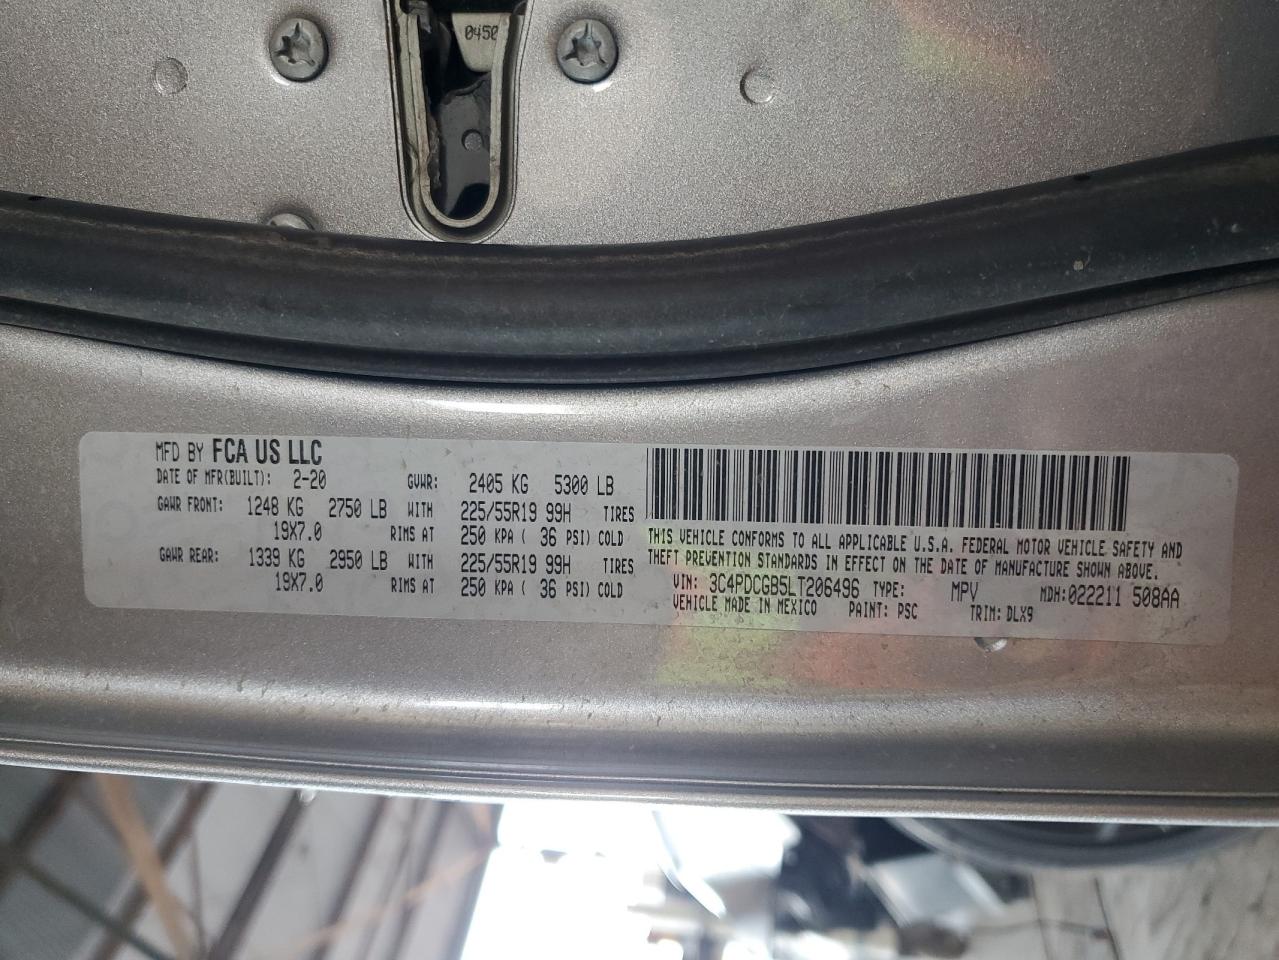 0450
MFD BY FCA US LLC
DATE OF MFR(BUILT): 2-20 GVWR: 2405 KG 5300 LB
GAWR FRONT: 1248 KG 2750 LB WITH 225/55R19 99H TIRES
19X7.0 RIMS AT 250 KPA ( 36 PSI) COLD
GAWR REAR: 1339 KG 2950 LB WITH 225/55R19 99H TIRES
19X7.0 RIMS AT 250 KPA ( 36 PSI) COLD
THIS VEHICLE CONFORMS TO ALL APPLICABLE U.S.A. FEDERAL MOTOR VEHICLE SAFETY AND
THEFT PREVENTION STANDARDS IN EFFECT ON THE DATE OF MANUFACTURE SHOWN ABOVE.
VIN: 3C4PDCGB5LT206496 TYPE: MPV MDH: 022211 508AA
VEHICLE MADE IN MEXICO PAINT: PSC TRIM: DLX9